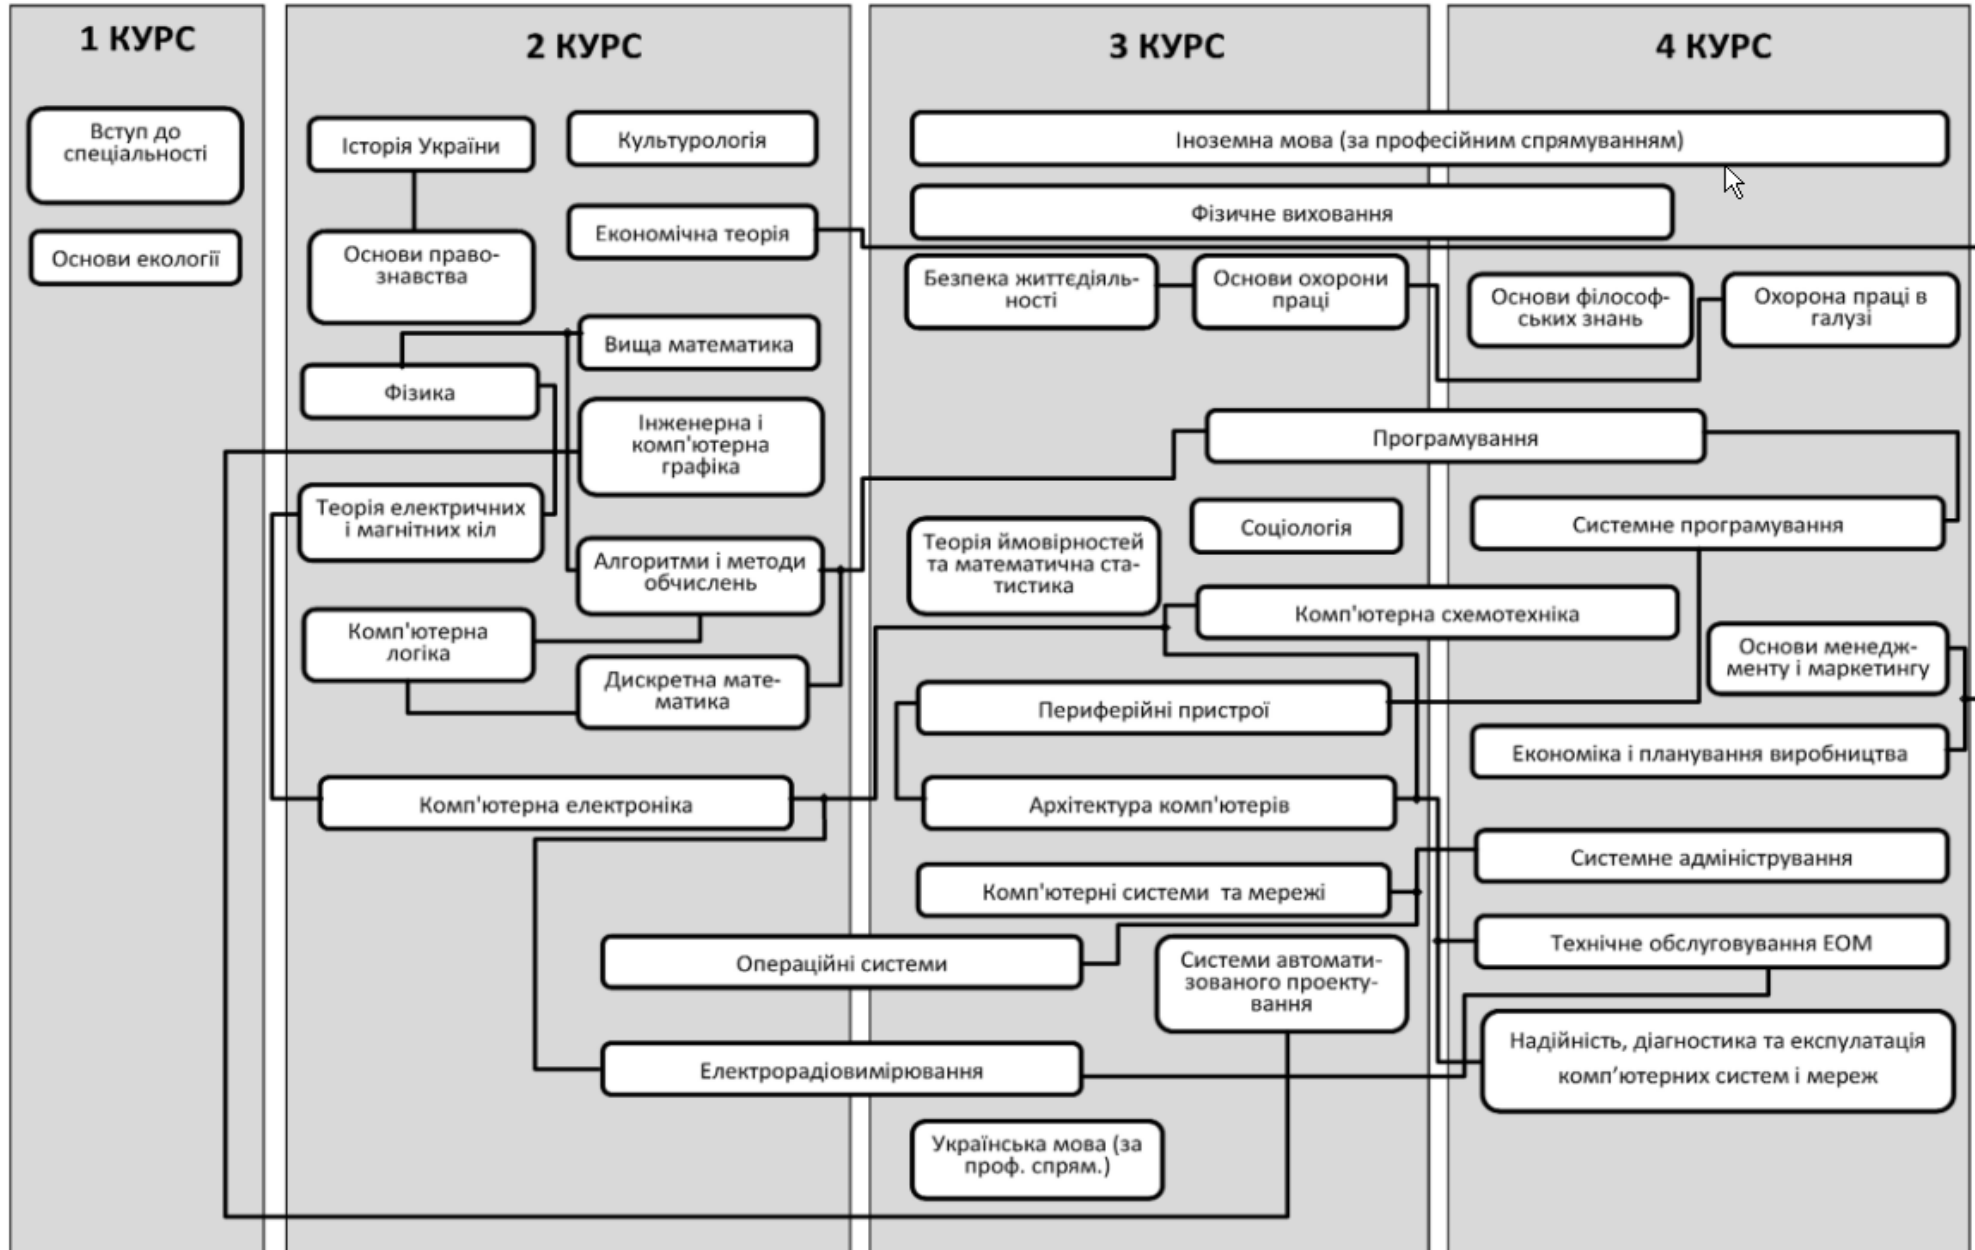 1 КУРС
Вступ до
спеціальності
Основи екології
2 КУРС
Історія України
Культурологія
Основи право-
знавства
Економічна теорія
Вища математика
Фізика
Інженерна і
комп'ютерна
графіка
Теорія електричних
і магнітних кіл
Алгоритми і методи
обчислень
Комп'ютерна
логіка
Дискретна мате-
матика
Комп'ютерна електроніка
Операційні системи
Електрорадіовимірювання
3 КУРС
4 КУРС
Іноземна мова (за професійним спрямуванням)
Фізичне виховання
Безпека життєдіяль-
ності
Основи охорони
праці
Основи філософ-
ських знань
Охорона праці в
галузі
Програмування
Соціологія
Системне програмування
Теорія ймовірностей
та математична ста-
тистика
Комп'ютерна схемотехніка
Основи менедж-
менту і маркетингу
Периферійні пристрої
Економіка і планування виробництва
Архітектура комп'ютерів
Системне адміністрування
Комп'ютерні системи та мережі
Технічне обслуговування ЕОМ
Системи автомати-
зованого проекту-
вання
Надійність, діагностика та експулатація
комп’ютерних систем і мереж
Українська мова (за
проф. спрям.)